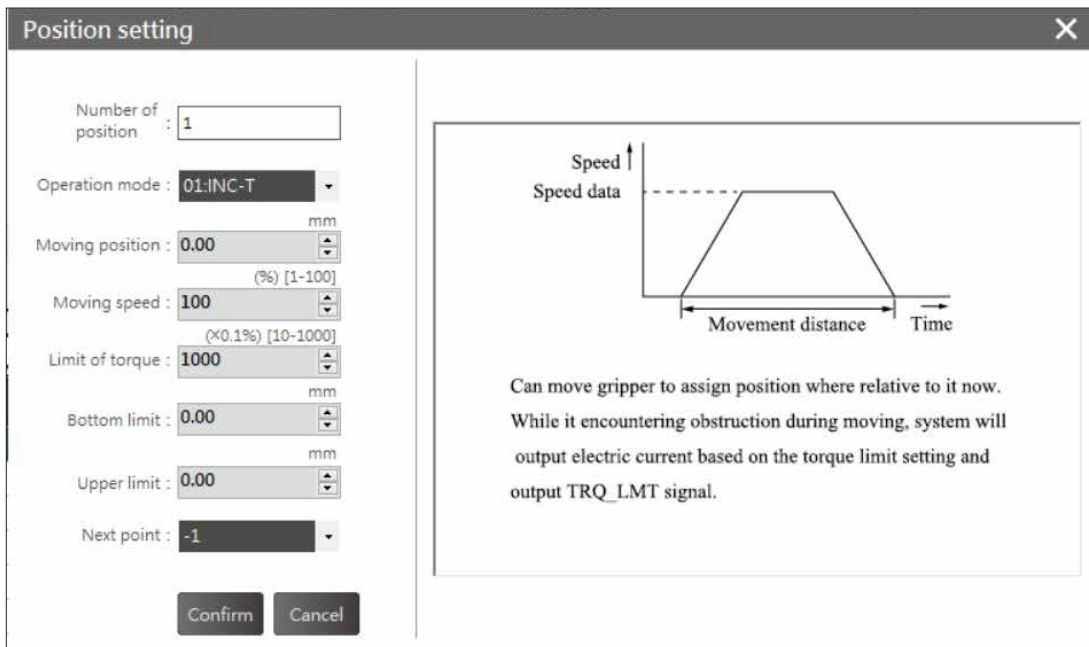 Position setting
Number of
position : 1
Operation mode : 01:INC-T
mm
Moving position : 0.00
(%) [1-100]
Moving speed : 100
(×0.1%) [10-1000]
Limit of torque : 1000
mm
Bottom limit : 0.00
mm
Upper limit : 0.00
Next point : -1
Confirm Cancel
Speed
Speed data
Movement distance Time
Can move gripper to assign position where relative to it now.
While it encountering obstruction during moving, system will
output electric current based on the torque limit setting and
output TRQ_LMT signal.